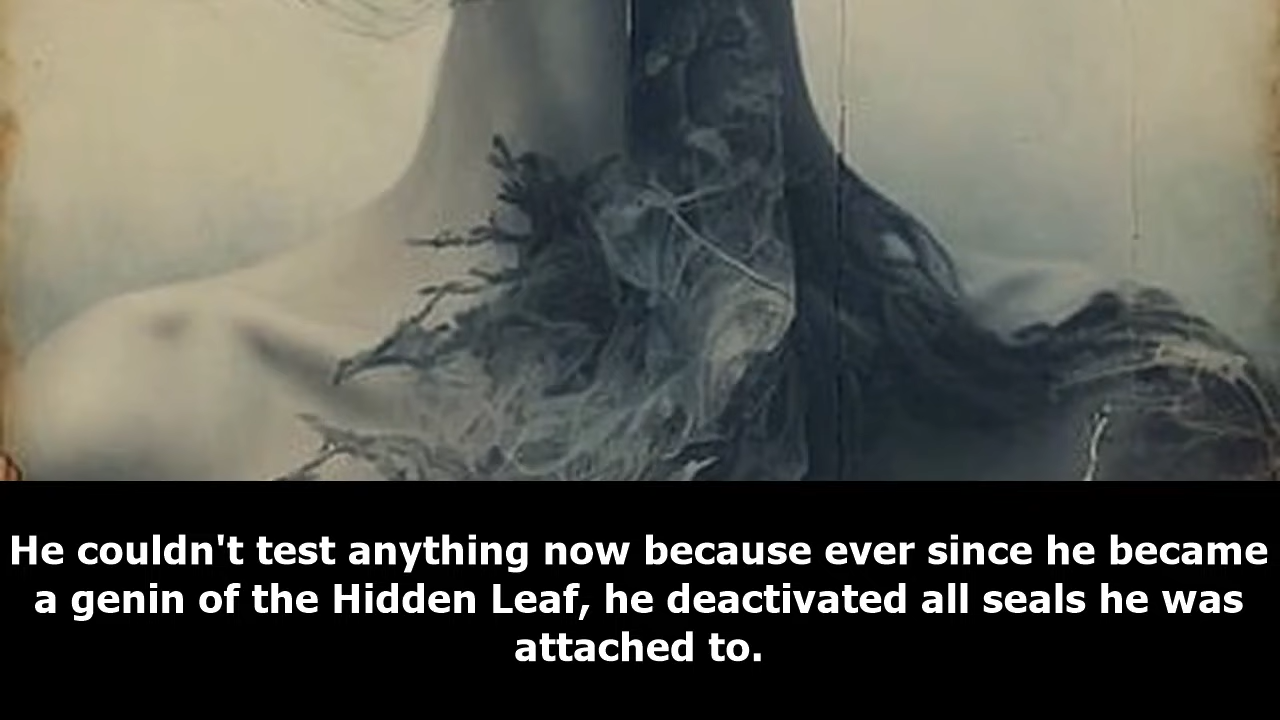 He couldn't test anything now because ever since he became
a genin of the Hidden Leaf, he deactivated all seals he was
attached to.